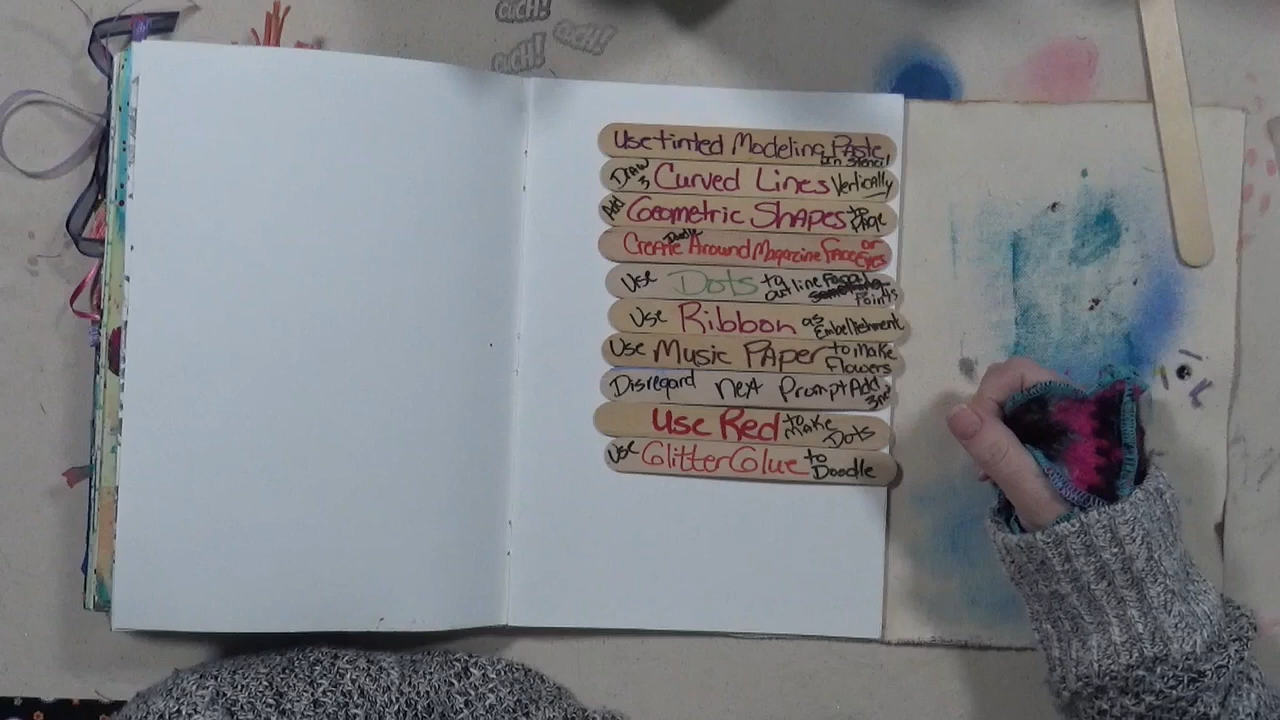 OUCH!
OUCH!
OUCH!
Use tinted Modeling Paste on stencil
Draw 3 Curved Lines Vertically
Add Geometric Shapes to Page
Create Doodle Around Magazine Face or Eyes
Use Dots to outline Focal Points
Use Ribbon as Embellishment
Use Music Paper to make Flowers
Disregard next Prompt Add 3rd
Use Red to Make Dots
Use Glitter Glue to Doodle